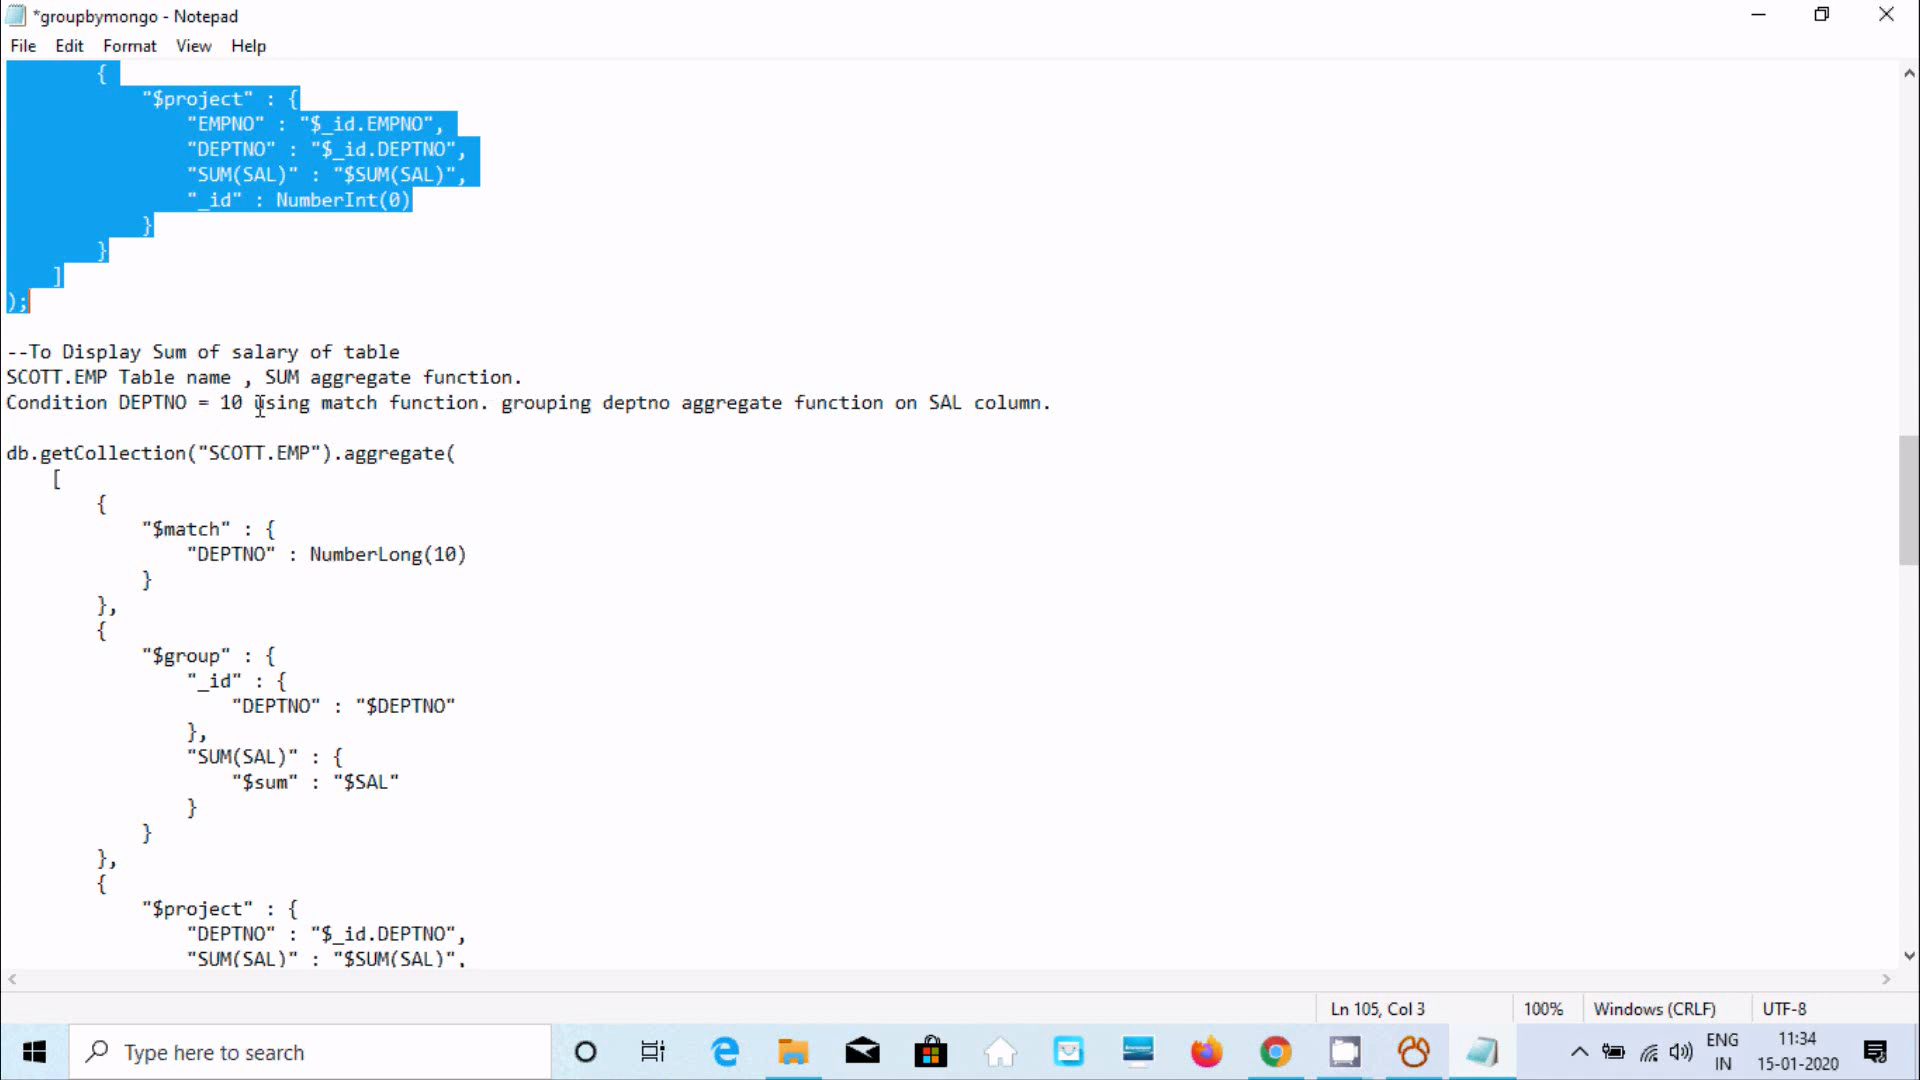 *groupbymongo - Notepad
File Edit Format View Help
{
"$project" : {
"EMPNO" : "$_id.EMPNO",
"DEPTNO" : "$_id.DEPTNO",
"SUM(SAL)" : "$SUM(SAL)",
"_id" : NumberInt(0)
}
}
]
);
--To Display Sum of salary of table
SCOTT.EMP Table name , SUM aggregate function.
Condition DEPTNO = 10 using match function. grouping deptno aggregate function on SAL column.
db.getCollection("SCOTT.EMP").aggregate(
[
{
"$match" : {
"DEPTNO" : NumberLong(10)
}
},
{
"$group" : {
"_id" : {
"DEPTNO" : "$DEPTNO"
},
"SUM(SAL)" : {
"$sum" : "$SAL"
}
}
},
{
"$project" : {
"DEPTNO" : "$_id.DEPTNO",
"SUM(SAL)" : "$SUM(SAL)",
Ln 105, Col 3 100% Windows (CRLF) UTF-8
Type here to search
ENG
IN
11:34
15-01-2020